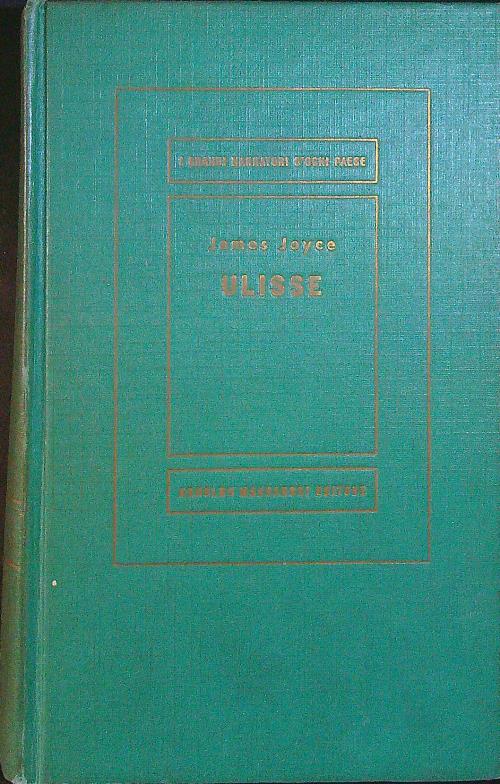 I GRANDI NARRATORI D'OGNI PAESE
James Joyce
ULISSE
ARNOLDO MONDADORI EDITORE